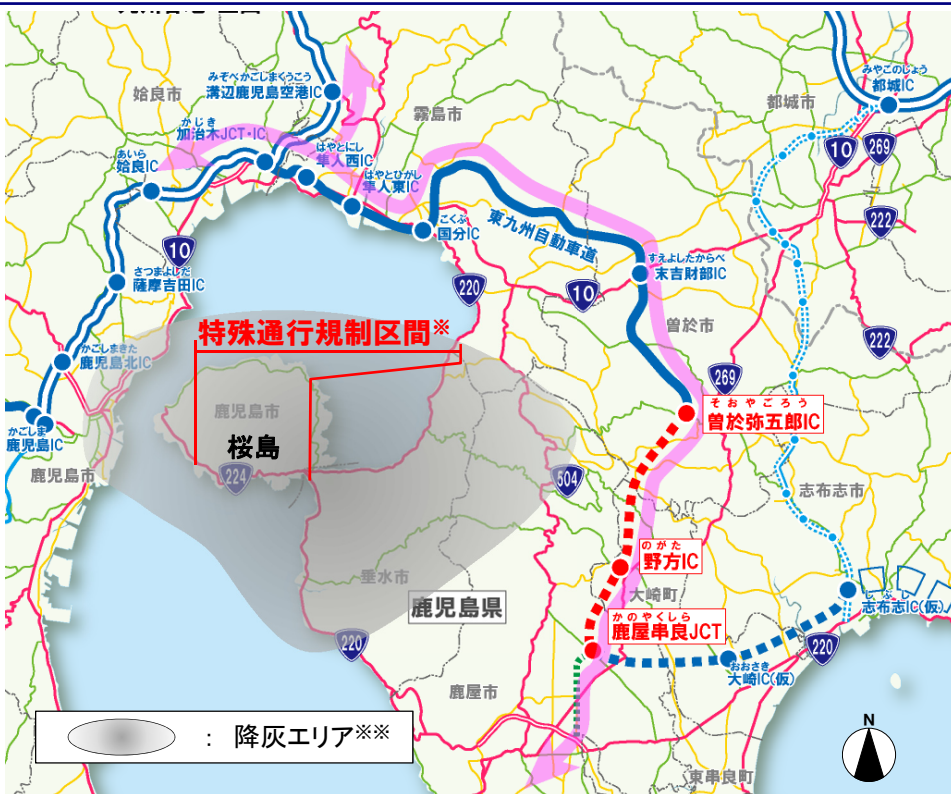 みぞべかごしまくうこう
溝辺鹿児島空港IC
姶良市
霧島市
みやこのじょう
都城IC
都城市
かじき
加治木JCT・IC
あいら
姶良IC
はやとにし
隼人西IC
はやとひがし
隼人東IC
10
269
222
こくぶ
国分IC
東九州自動車道
すえよしたからべ
末吉財部IC
10
さつまよしだ
薩摩吉田IC
220
10
曽於市
特殊通行規制区間※
222
かごしまきた
鹿児島北IC
269
そおやごろう
曽於弥五郎IC
鹿児島市
桜島
かごしま
鹿児島IC
鹿児島市
224
504
志布志市
のがた
野方IC
垂水市
大崎町
鹿児島県
しぶし
志布志IC(仮)
かのやくしら
鹿屋串良JCT
220
220
おおさき
大崎IC(仮)
鹿屋市
： 降灰エリア※※
N
東串良町